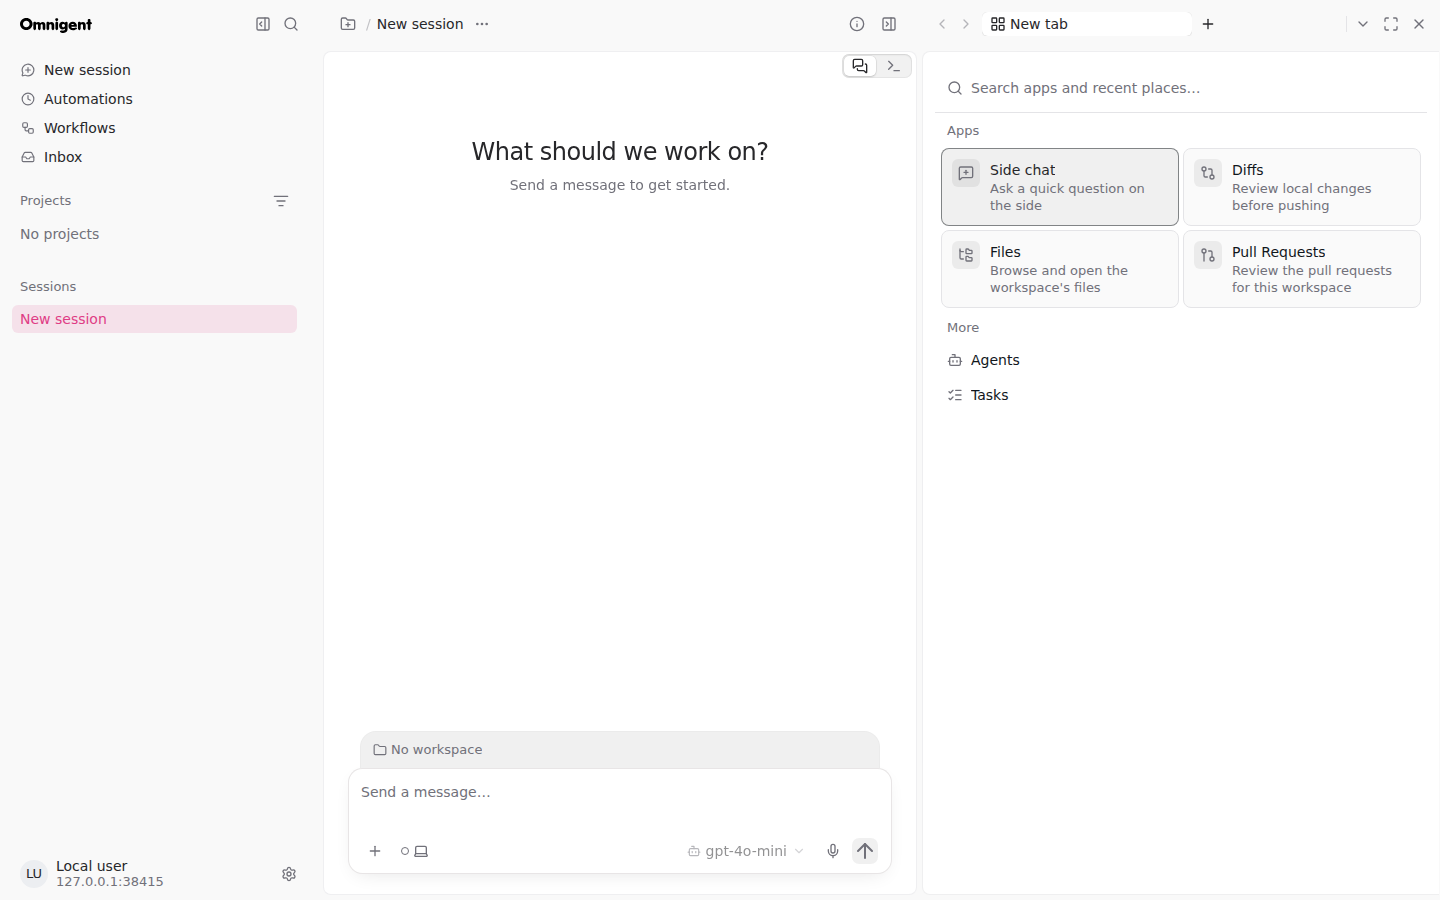 Omnigent
New session
Automations
Workflows
Inbox
Projects
No projects
Sessions
New session
LU
Local user
127.0.0.1:38415
/ New session
What should we work on?
Send a message to get started.
No workspace
Send a message…
gpt-4o-mini
New tab
Search apps and recent places…
Apps
Side chat
Ask a quick question on
the side
Diffs
Review local changes
before pushing
Files
Browse and open the
workspace's files
Pull Requests
Review the pull requests
for this workspace
More
Agents
Tasks